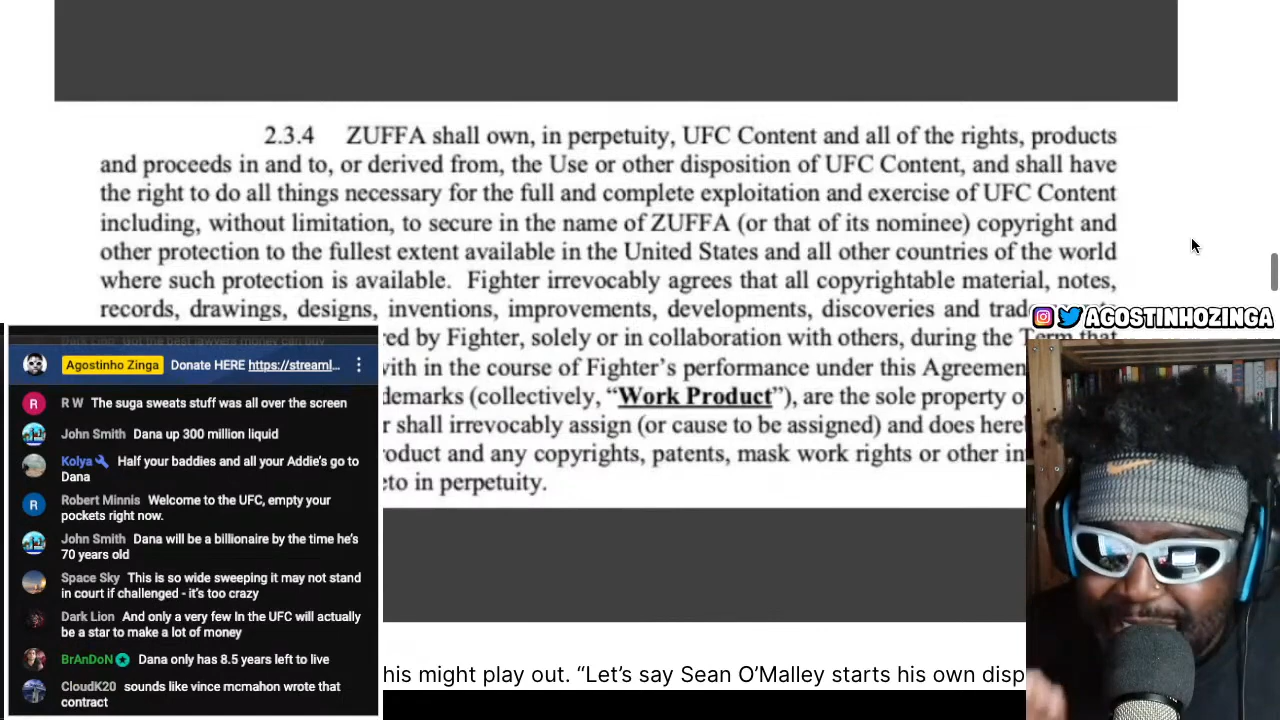 2.3.4 ZUFFA shall own, in perpetuity, UFC Content and all of the rights, products
and proceeds in and to, or derived from, the Use or other disposition of UFC Content, and shall have
the right to do all things necessary for the full and complete exploitation and exercise of UFC Content
including, without limitation, to secure in the name of ZUFFA (or that of its nominee) copyright and
other protection to the fullest extent available in the United States and all other countries of the world
where such protection is available. Fighter irrevocably agrees that all copyrightable material, notes,
records, drawings, designs, inventions, improvements, developments, discoveries and
by Fighter, solely or in collaboration with others, during the Term that
in the course of Fighter's performance under this
(collectively, "Work Product"), are the sole property
shall irrevocably assign (or cause to be assigned) and does
and any copyrights, patents, mask work rights or other
in perpetuity.
AGOSTINHOZINGA
Dark Lion Got the best lawyers money can buy
Agostinho Zinga Donate HERE https://streaml...
R R W The suga sweats stuff was all over the screen
John Smith Dana up 300 million liquid
Kolya Half your baddies and all your Addie's go to
Dana
R Robert Minnis Welcome to the UFC, empty your
pockets right now.
John Smith Dana will be a billionaire by the time he's
70 years old
Space Sky This is so wide sweeping it may not stand
in court if challenged - it's too crazy
Dark Lion And only a very few In the UFC will actually
be a star to make a lot of money
BrAnDoN Dana only has 8.5 years left to live
CloudK20 sounds like vince mcmahon wrote that
contract
his might play out. "Let's say Sean O'Malley starts his own disp